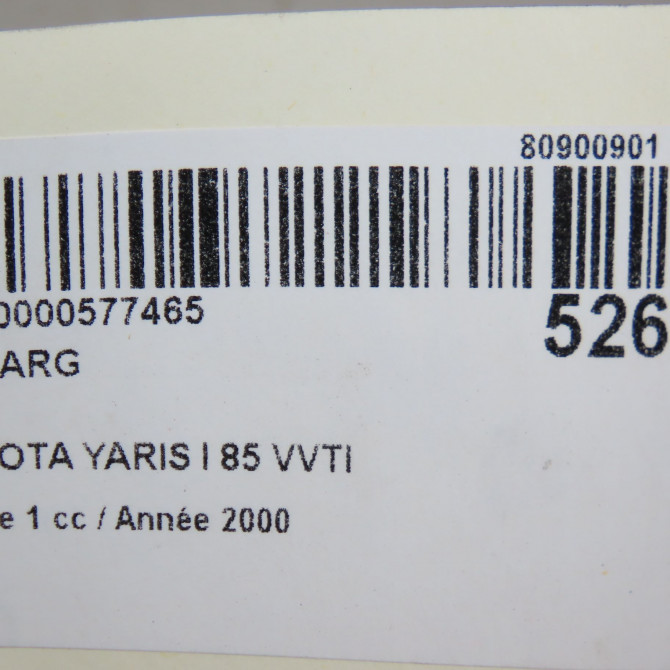 80900901
0000577465
526
ARG
OTA YARIS I 85 VVTI
e 1 cc / Année 2000